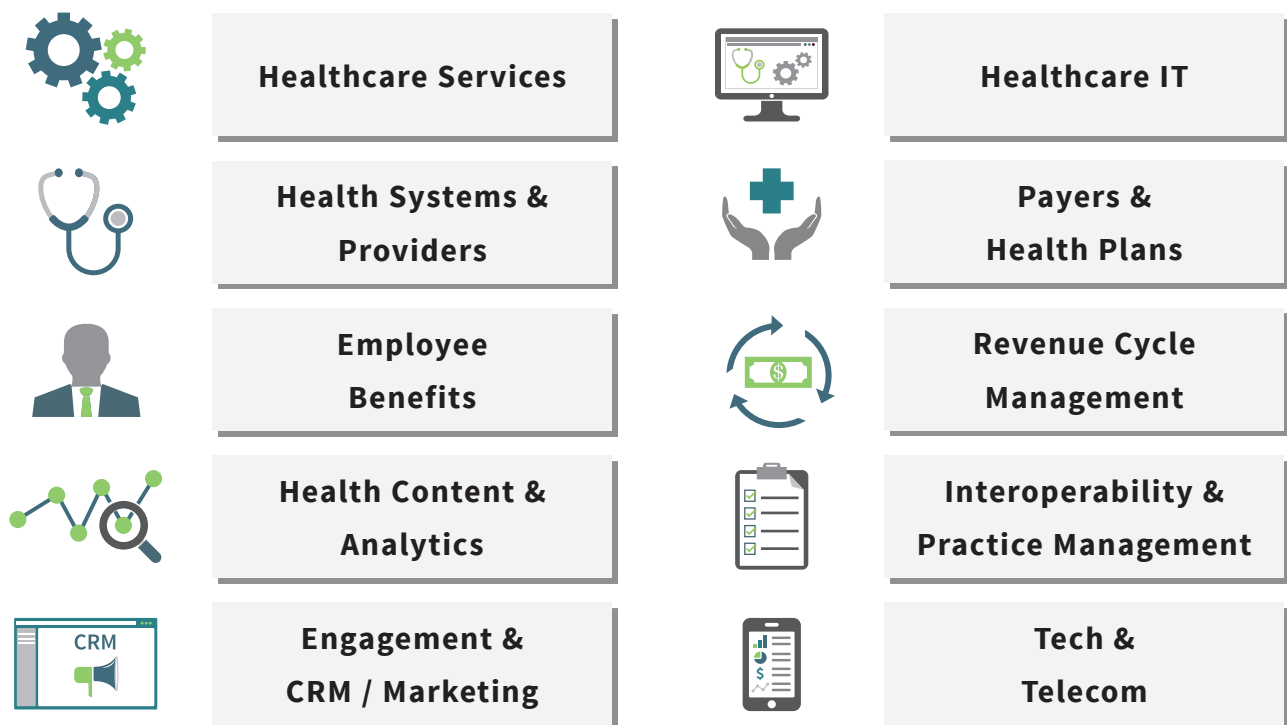 Healthcare Services
Healthcare IT
Health Systems &
Providers
Payers &
Health Plans
Employee
Benefits
$
Revenue Cycle
Management
Health Content &
Analytics
Interoperability &
Practice Management
CRM
Engagement &
CRM / Marketing
$
Tech &
Telecom